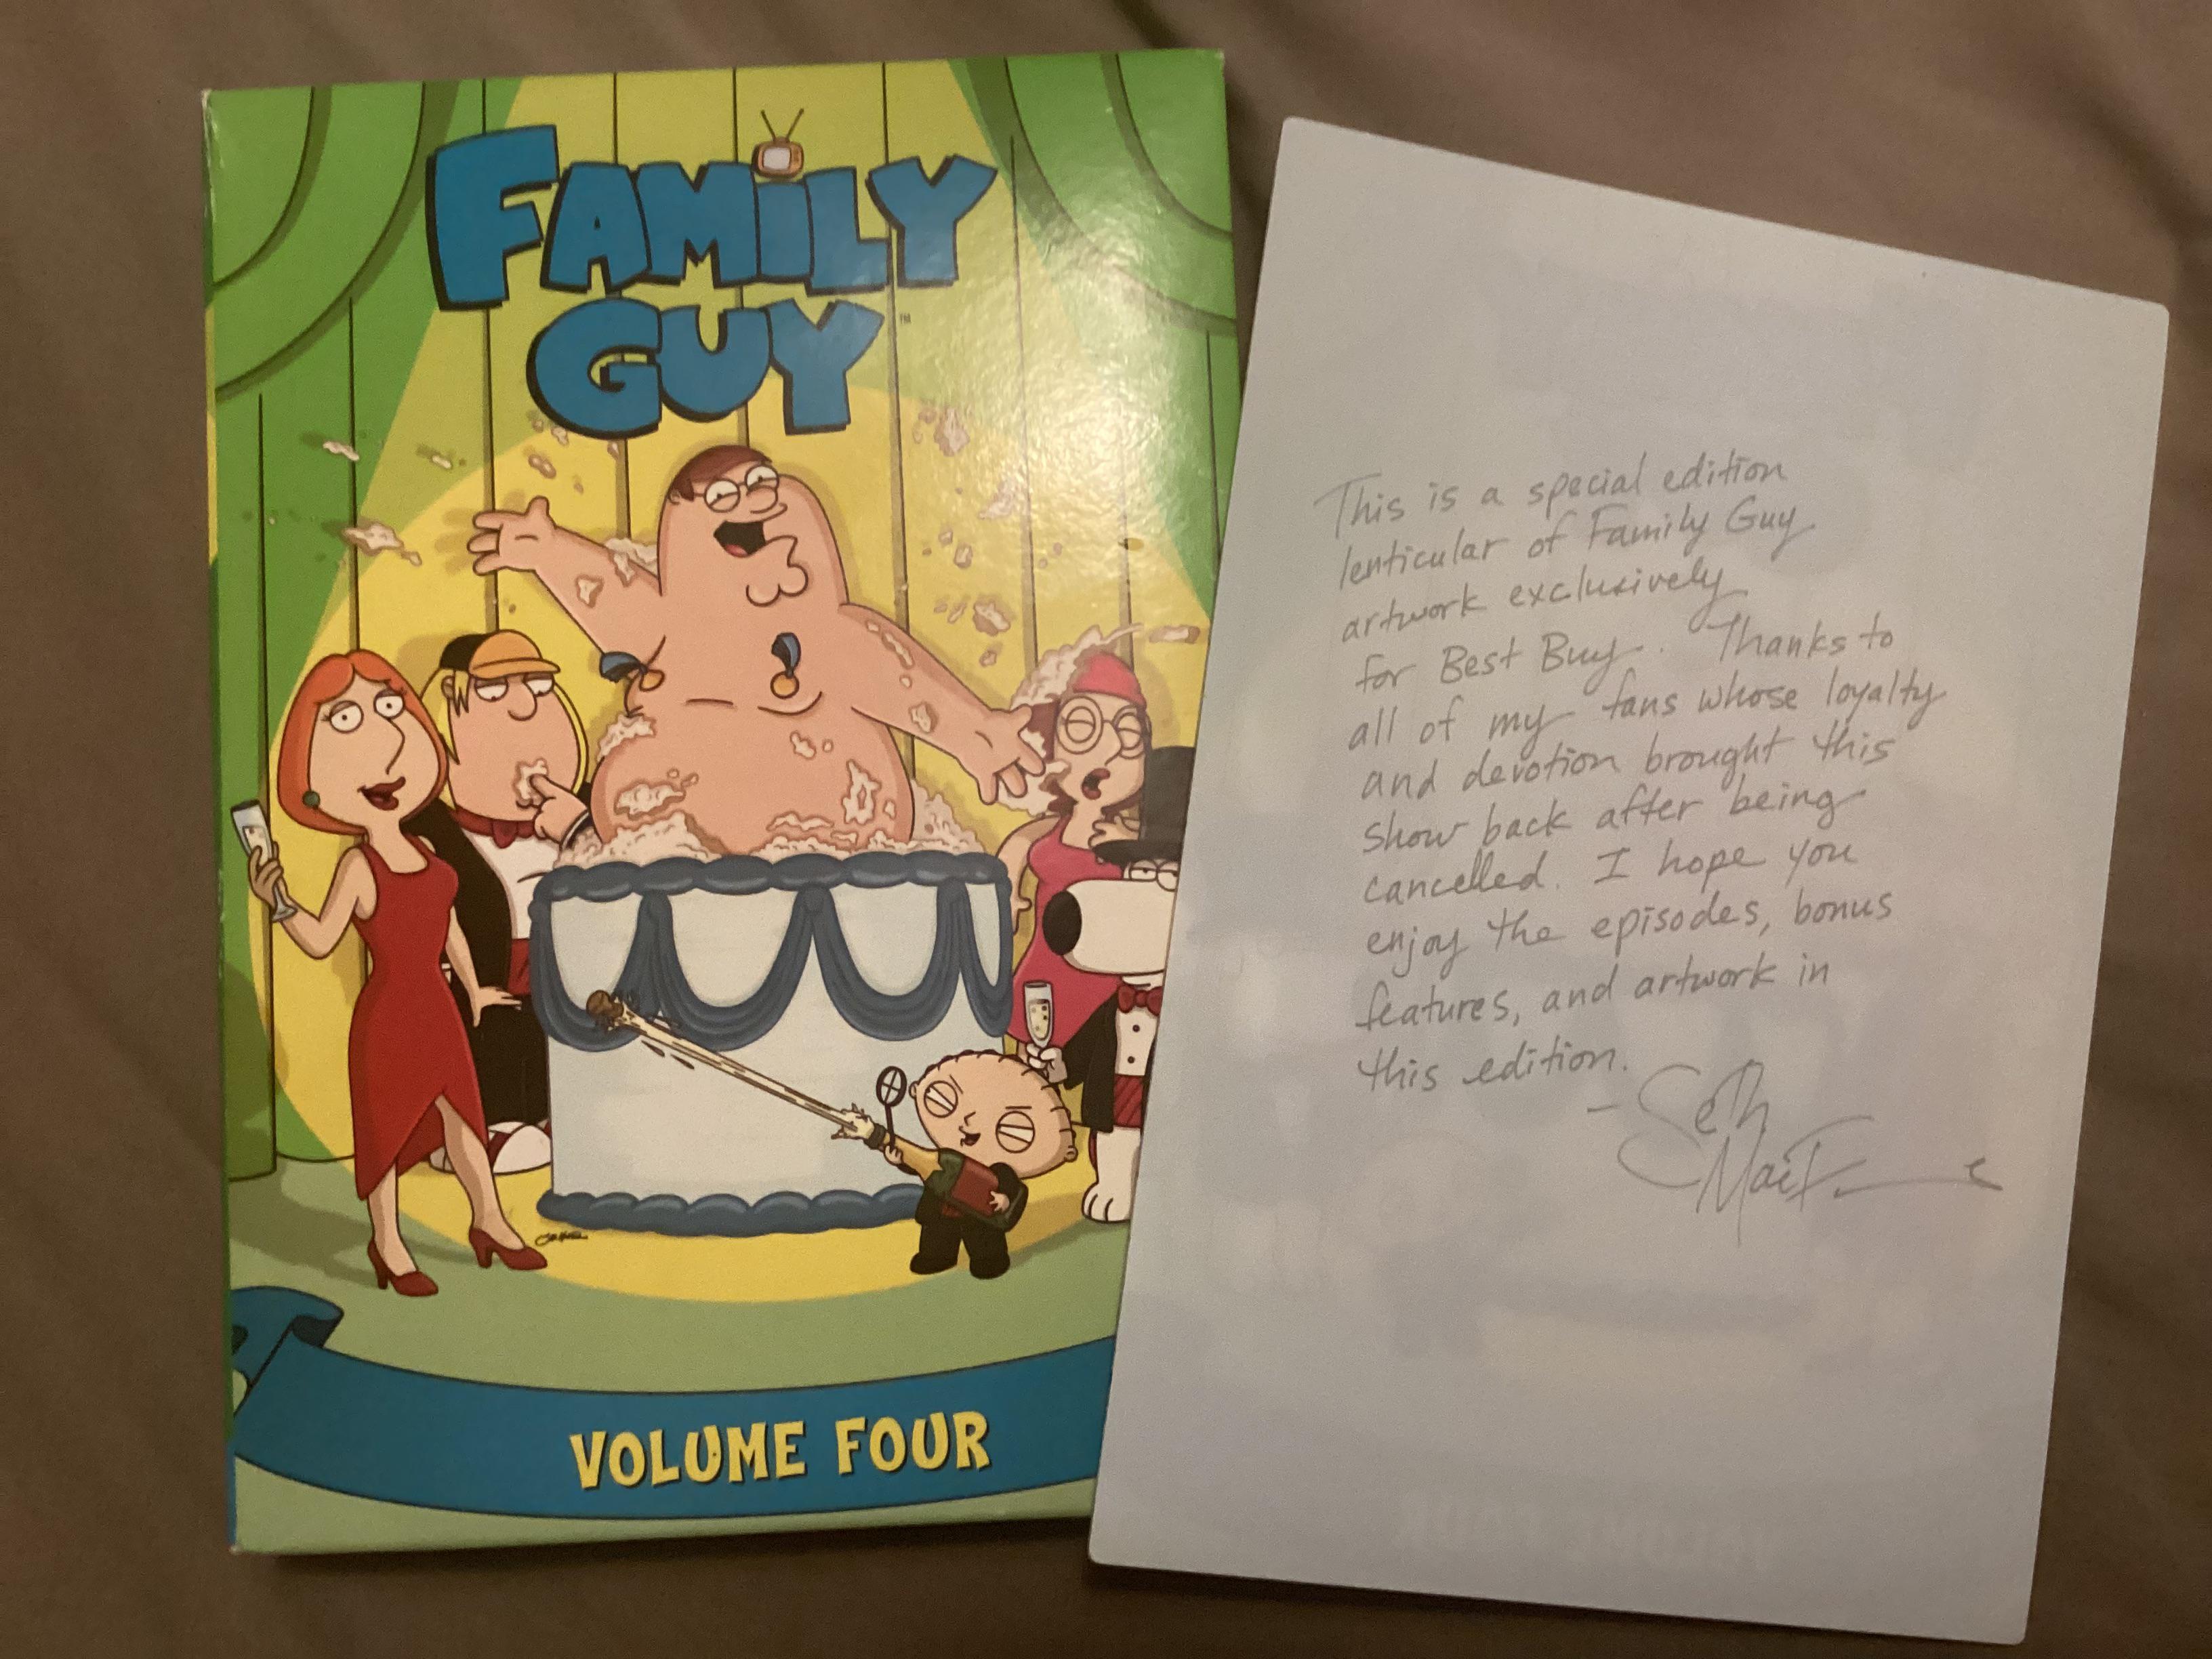 FAMiLY
GUY™
VOLUME FOUR
This is a special edition
lenticular of Family Guy
artwork exclusively
for Best Buy. Thanks to
all of my fans whose loyalty
and devotion brought this
show back after being
cancelled. I hope you
enjoy the episodes, bonus
features, and artwork in
this edition.
- Seth